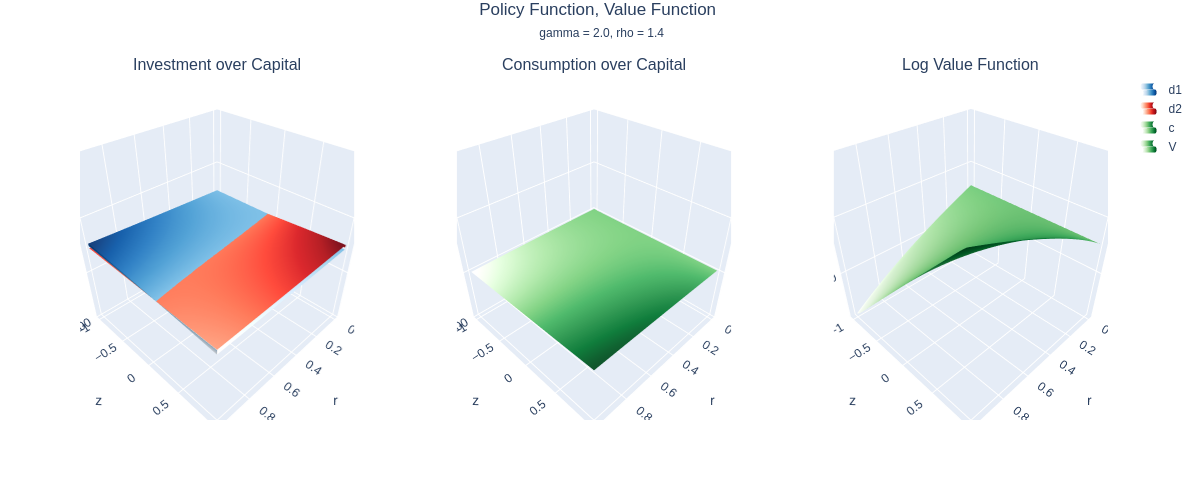 Policy Function, Value Function
gamma = 2.0, rho = 1.4
Investment over Capital
Consumption over Capital
Log Value Function
d1
d2
c
V
−0.5
0
0.5
z
0
0.2
0.4
0.6
0.8
r
−0.5
0
0.5
z
0
0.2
0.4
0.6
0.8
r
−1
−0.5
0
0.5
z
0
0.2
0.4
0.6
0.8
r